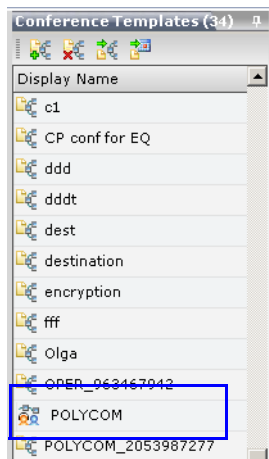 Conference Templates (34)
Display Name
c1
CP conf for EQ
ddd
dddt
dest
destination
encryption
fff
Olga
OPER_963467942
POLYCOM
POLYCOM_2053987277